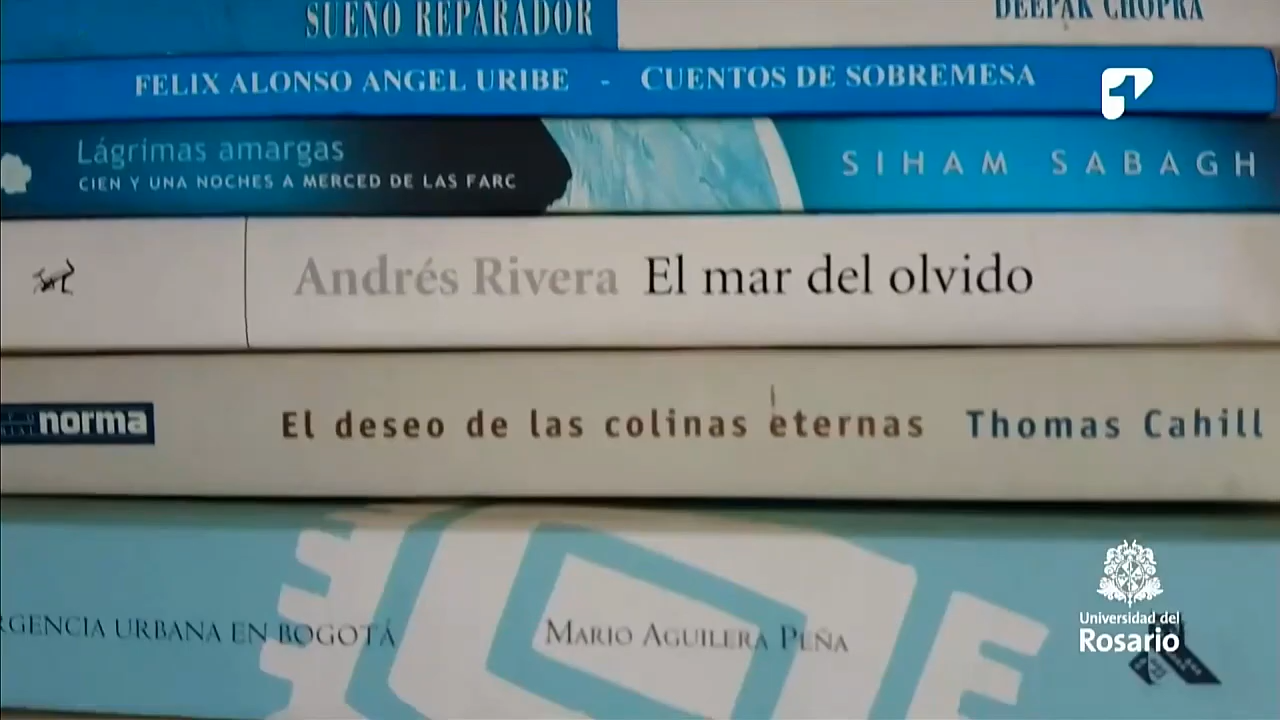 SUEÑO REPARADOR DEEPAK CHOPRA
FELIX ALONSO ANGEL URIBE - CUENTOS DE SOBREMESA
Lágrimas amargas
CIEN Y UNA NOCHES A MERCED DE LAS FARC
SIHAM SABAGH
Andrés Rivera El mar del olvido
norma El deseo de las colinas eternas Thomas Cahill
RGENCIA URBANA EN BOGOTÁ MARIO AGUILERA PEÑA
Universidad del
Rosario